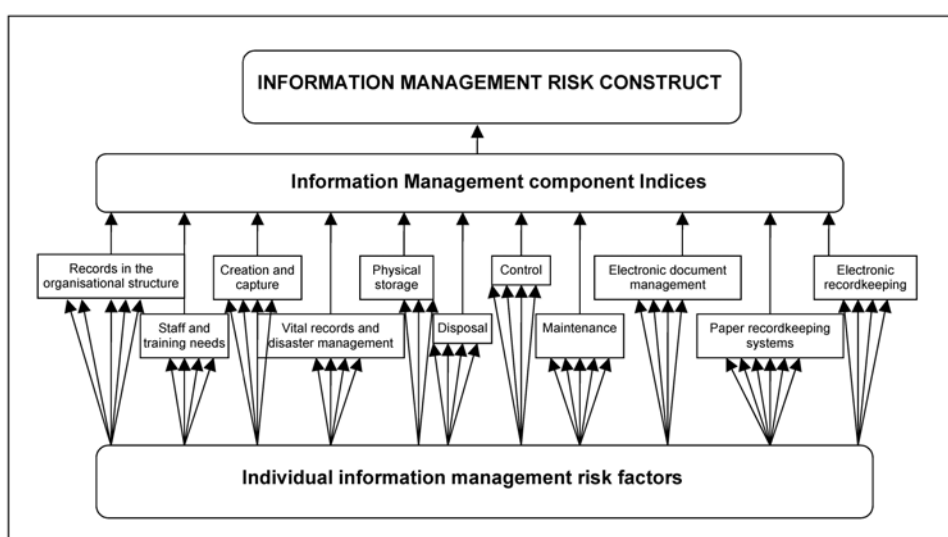 INFORMATION MANAGEMENT RISK CONSTRUCT
Information Management component Indices
Records in the
organisational structure
Creation and
capture
Physical
storage
Control
Electronic document
management
Electronic
recordkeeping
Staff and
training needs
Vital records and
disaster management
Disposal
Maintenance
Paper recordkeeping
systems
Individual information management risk factors